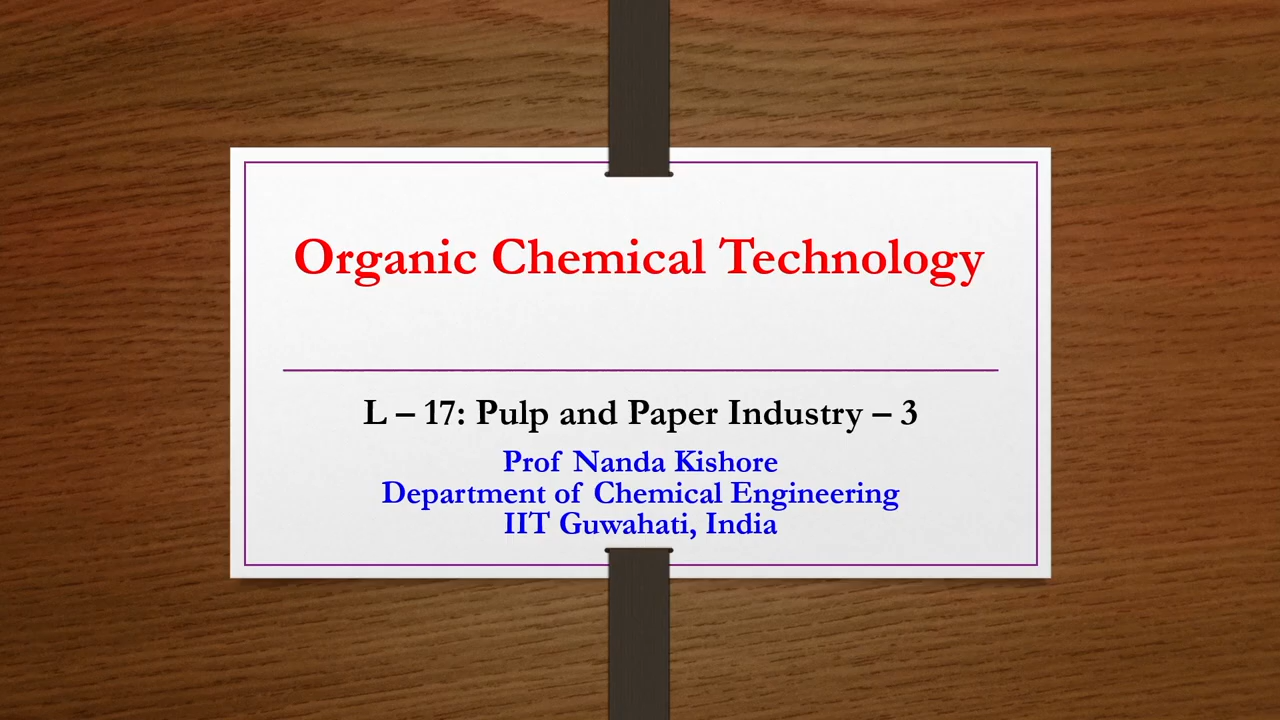 Organic Chemical Technology
L – 17: Pulp and Paper Industry – 3
Prof Nanda Kishore
Department of Chemical Engineering
IIT Guwahati, India